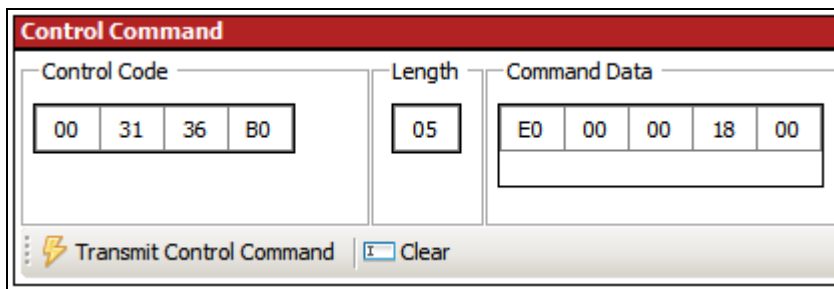 Control Command
Control Code Length Command Data
00 31 36 B0 05 E0 00 00 18 00
Transmit Control Command Clear